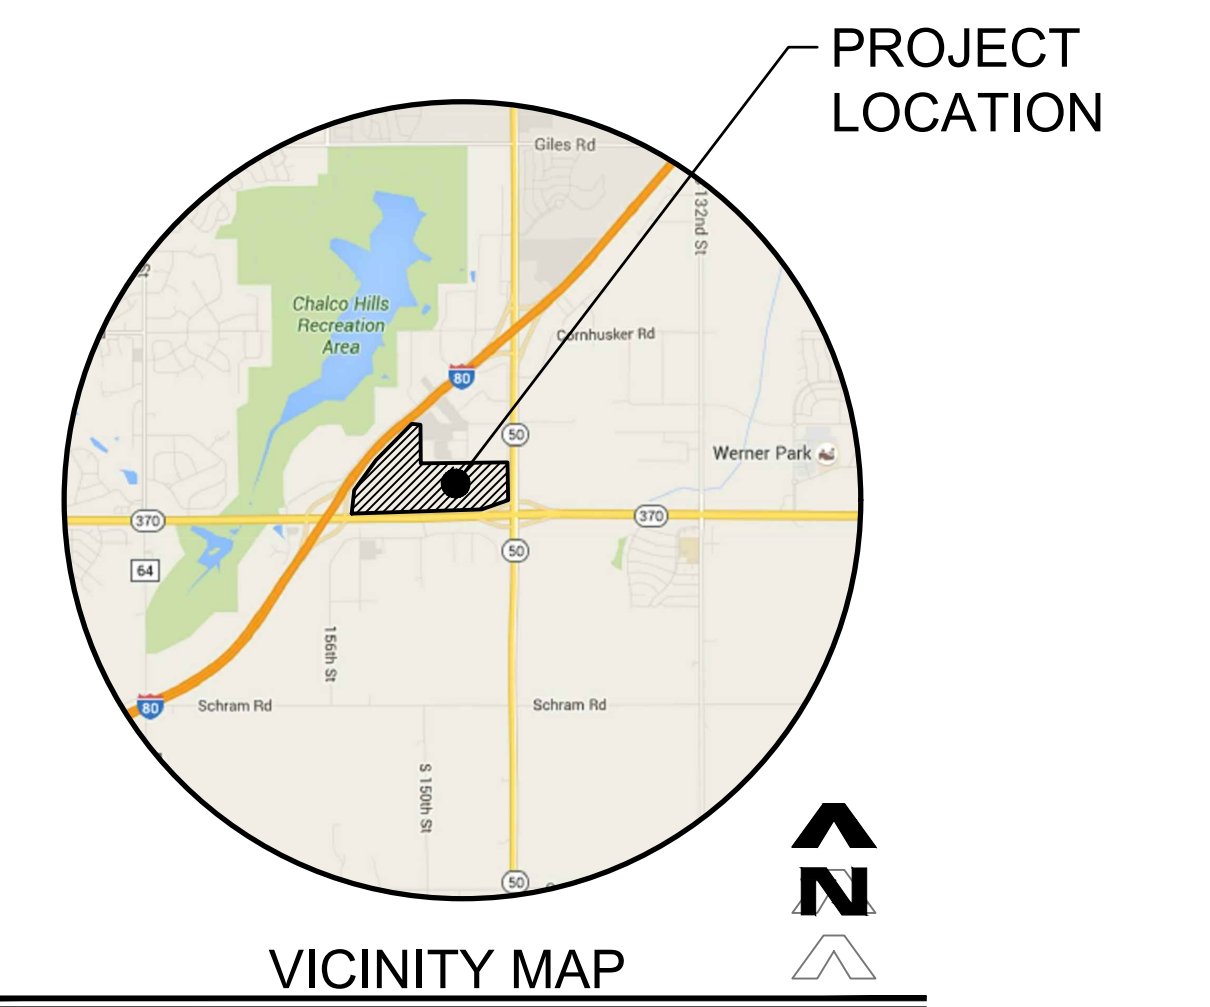 PROJECT
LOCATION
Giles Rd
132nd St
Chalco Hills
Recreation
Area
Cornhusker Rd
80
50
Werner Park
370
370
50
64
156th St
80
Schram Rd
Schram Rd
S 150th St
50
N
VICINITY MAP